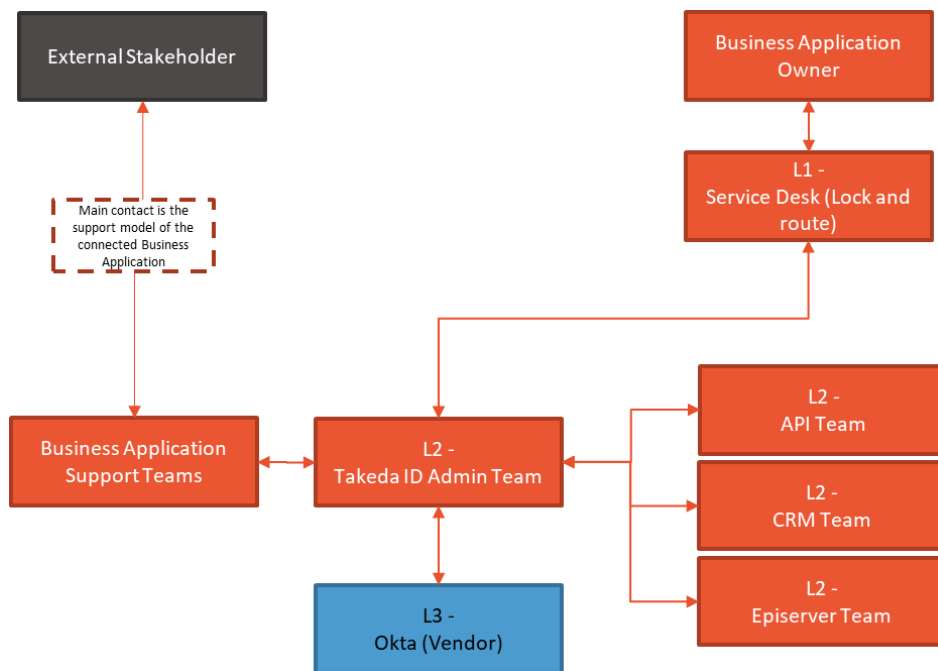 External Stakeholder
Business Application
Owner
L1 -
Service Desk (Lock and
route)
Main contact is the
support model of the
connected Business
Application
Business Application
Support Teams
L2 -
Takeda ID Admin Team
L2 -
API Team
L2 -
CRM Team
L2 -
Episerver Team
L3 -
Okta (Vendor)